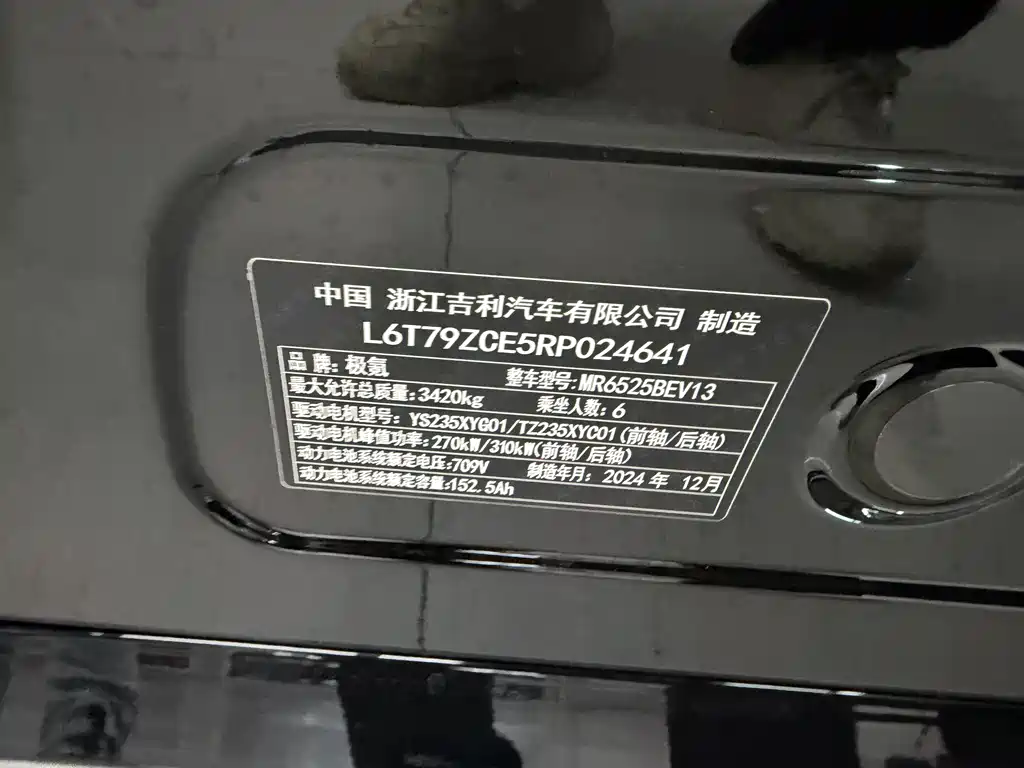 中国 浙江吉利汽车有限公司 制造
L6T79ZCE5RP024641
品牌:极氪 整车型号:MR6525BEV13
最大允许总质量:3420kg 乘坐人数:6
驱动电机型号: YS235XYG01/TZ235XYC01(前轴/后轴)
驱动电机峰值功率:270kW/310kW(前轴/后轴)
动力电池系统额定电压:709V 制造年月: 2024年 12月
动力电池系统额定容量:152.5Ah